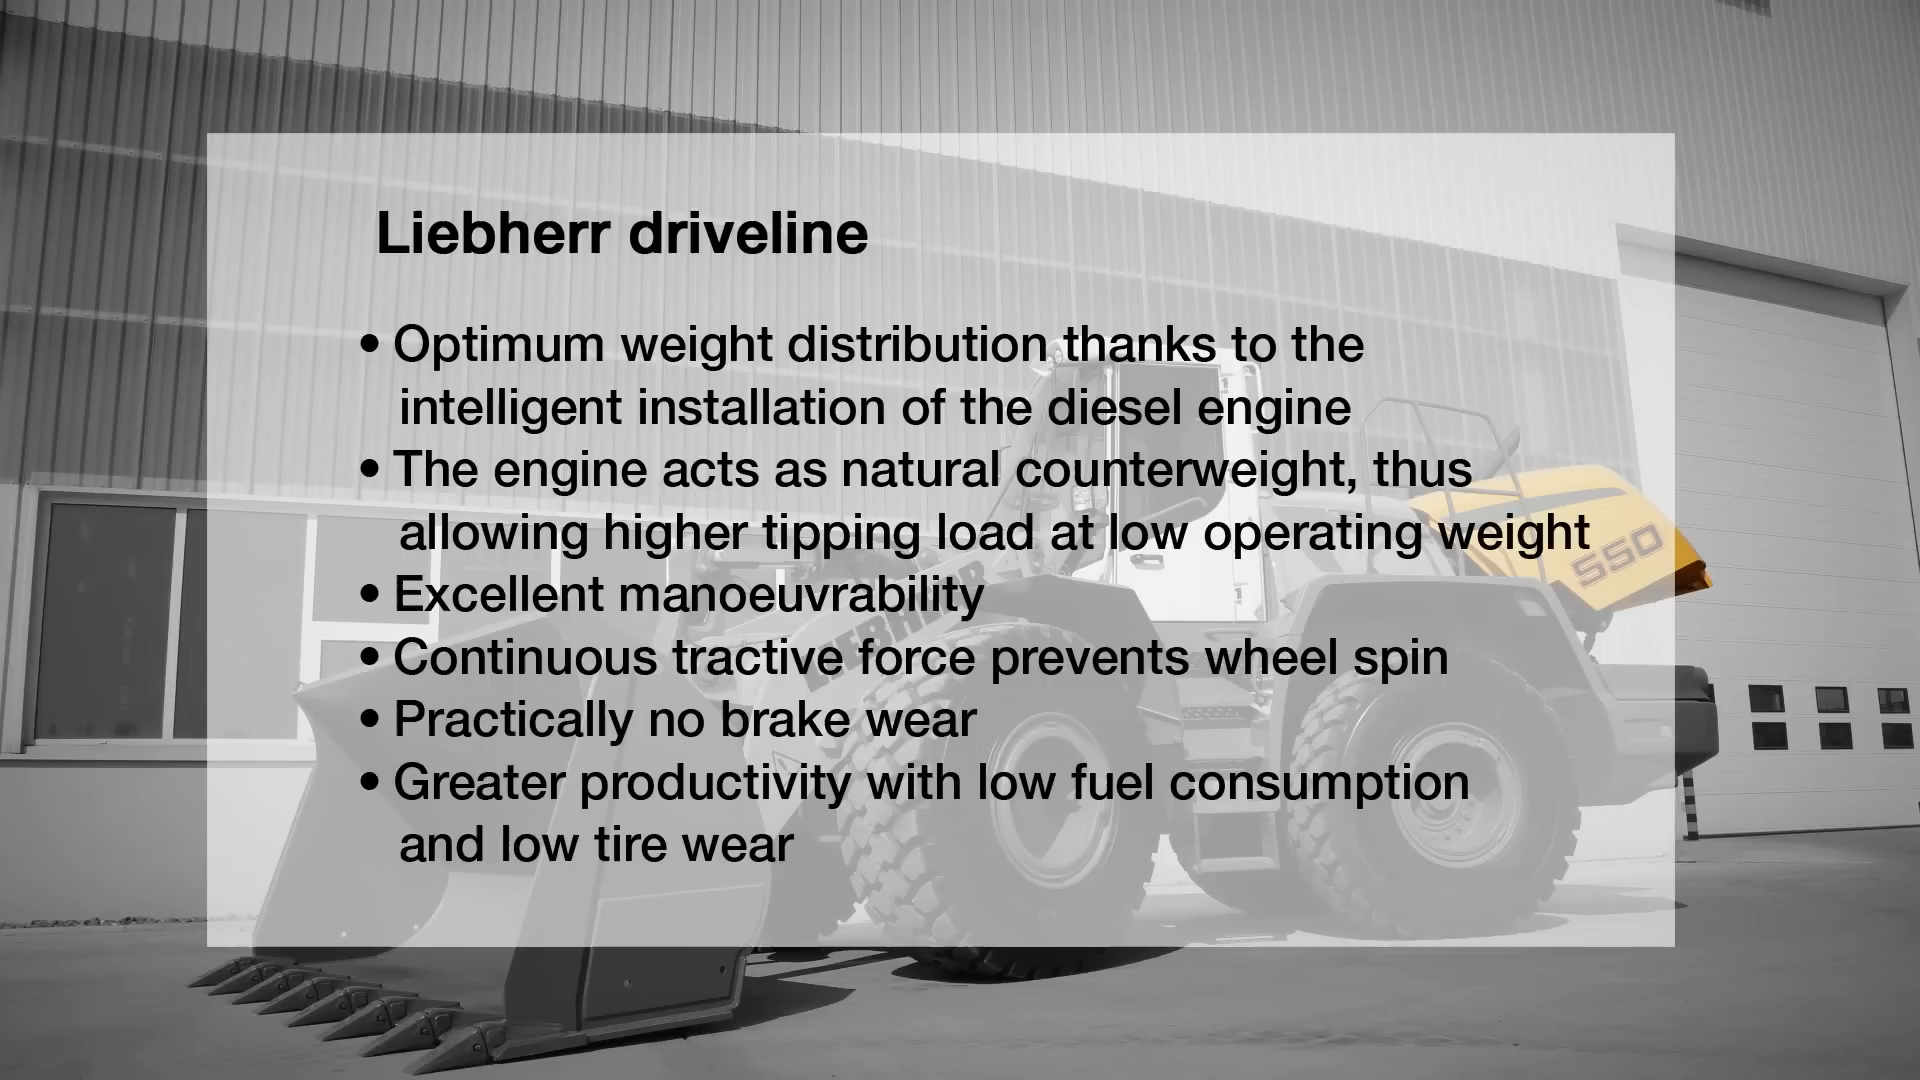 Liebherr driveline
• Optimum weight distribution thanks to the
intelligent installation of the diesel engine
• The engine acts as natural counterweight, thus
allowing higher tipping load at low operating weight
• Excellent manoeuvrability
• Continuous tractive force prevents wheel spin
• Practically no brake wear
• Greater productivity with low fuel consumption
and low tire wear
LIEBHERR
550